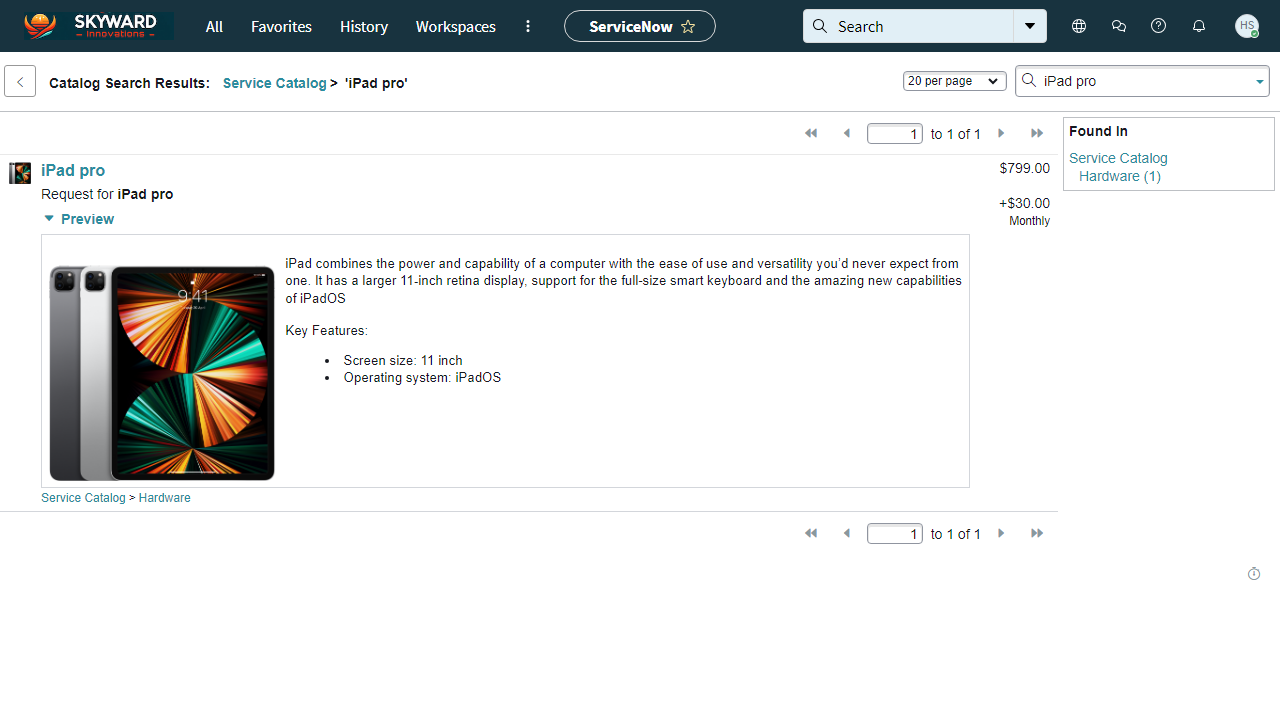 SKYWARD
Innovations
All
Favorites
History
Workspaces
ServiceNow
Search
HS
Catalog Search Results: Service Catalog > 'iPad pro'
20 per page
iPad pro
1 to 1 of 1
Found In
Service Catalog
Hardware (1)
iPad pro
$799.00
Request for iPad pro
+$30.00
Monthly
Preview
iPad combines the power and capability of a computer with the ease of use and versatility you'd never expect from
one. It has a larger 11-inch retina display, support for the full-size smart keyboard and the amazing new capabilities
of iPadOS
9:41
Key Features:
• Screen size: 11 inch
• Operating system: iPadOS
Service Catalog > Hardware
1 to 1 of 1